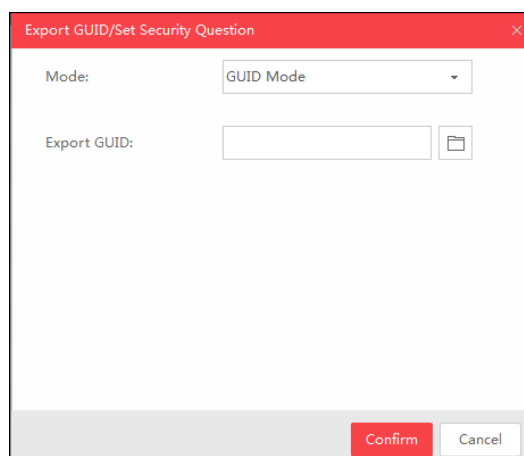 Export GUID/Set Security Question
Mode: GUID Mode
Export GUID:
Confirm Cancel